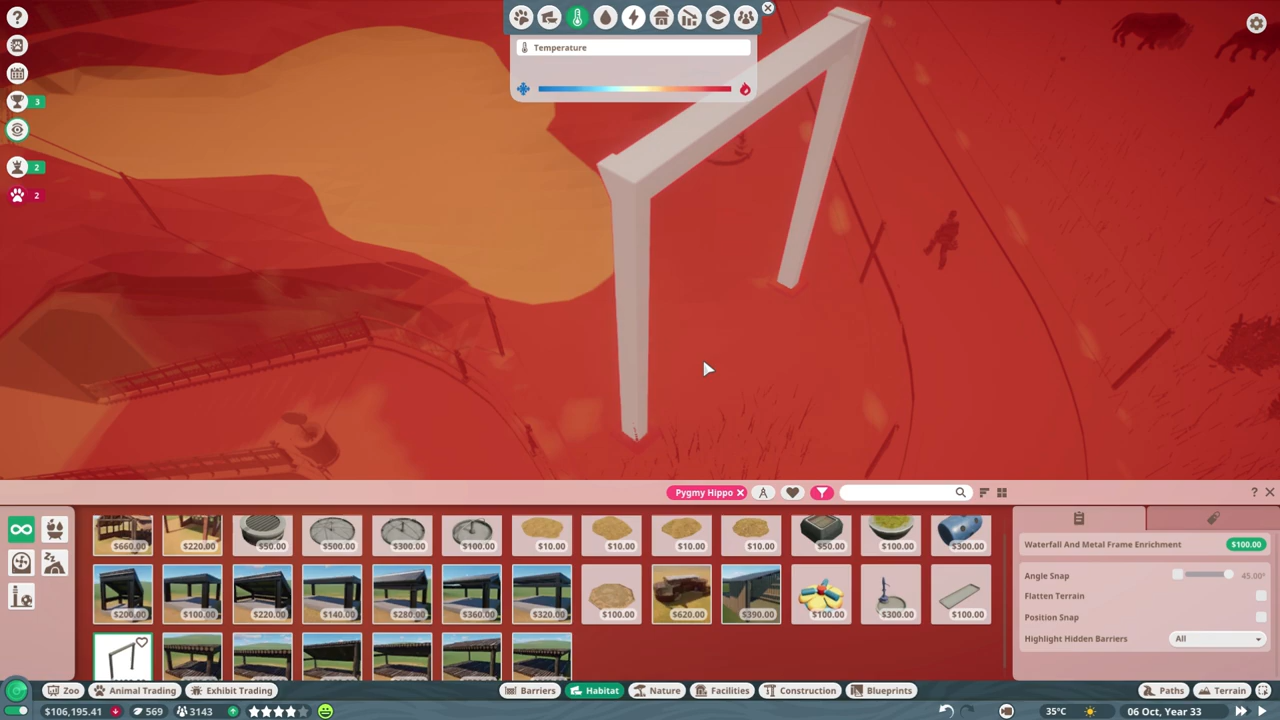 Temperature
?
3
2
2
Pygmy Hippo ×
? ×
$660.00 $220.00 $50.00 $500.00 $300.00 $100.00 $10.00 $10.00 $10.00 $10.00 $50.00 $100.00 $300.00
$200.00 $100.00 $220.00 $140.00 $280.00 $360.00 $320.00 $100.00 $620.00 $390.00 $100.00 $300.00 $100.00
Waterfall And Metal Frame Enrichment $100.00
Angle Snap 45.00°
Flatten Terrain
Position Snap
Highlight Hidden Barriers All
Zoo Animal Trading Exhibit Trading Barriers Habitat Nature Facilities Construction Blueprints Paths Terrain
$106,195.41 569 3143 35°C 06 Oct, Year 33